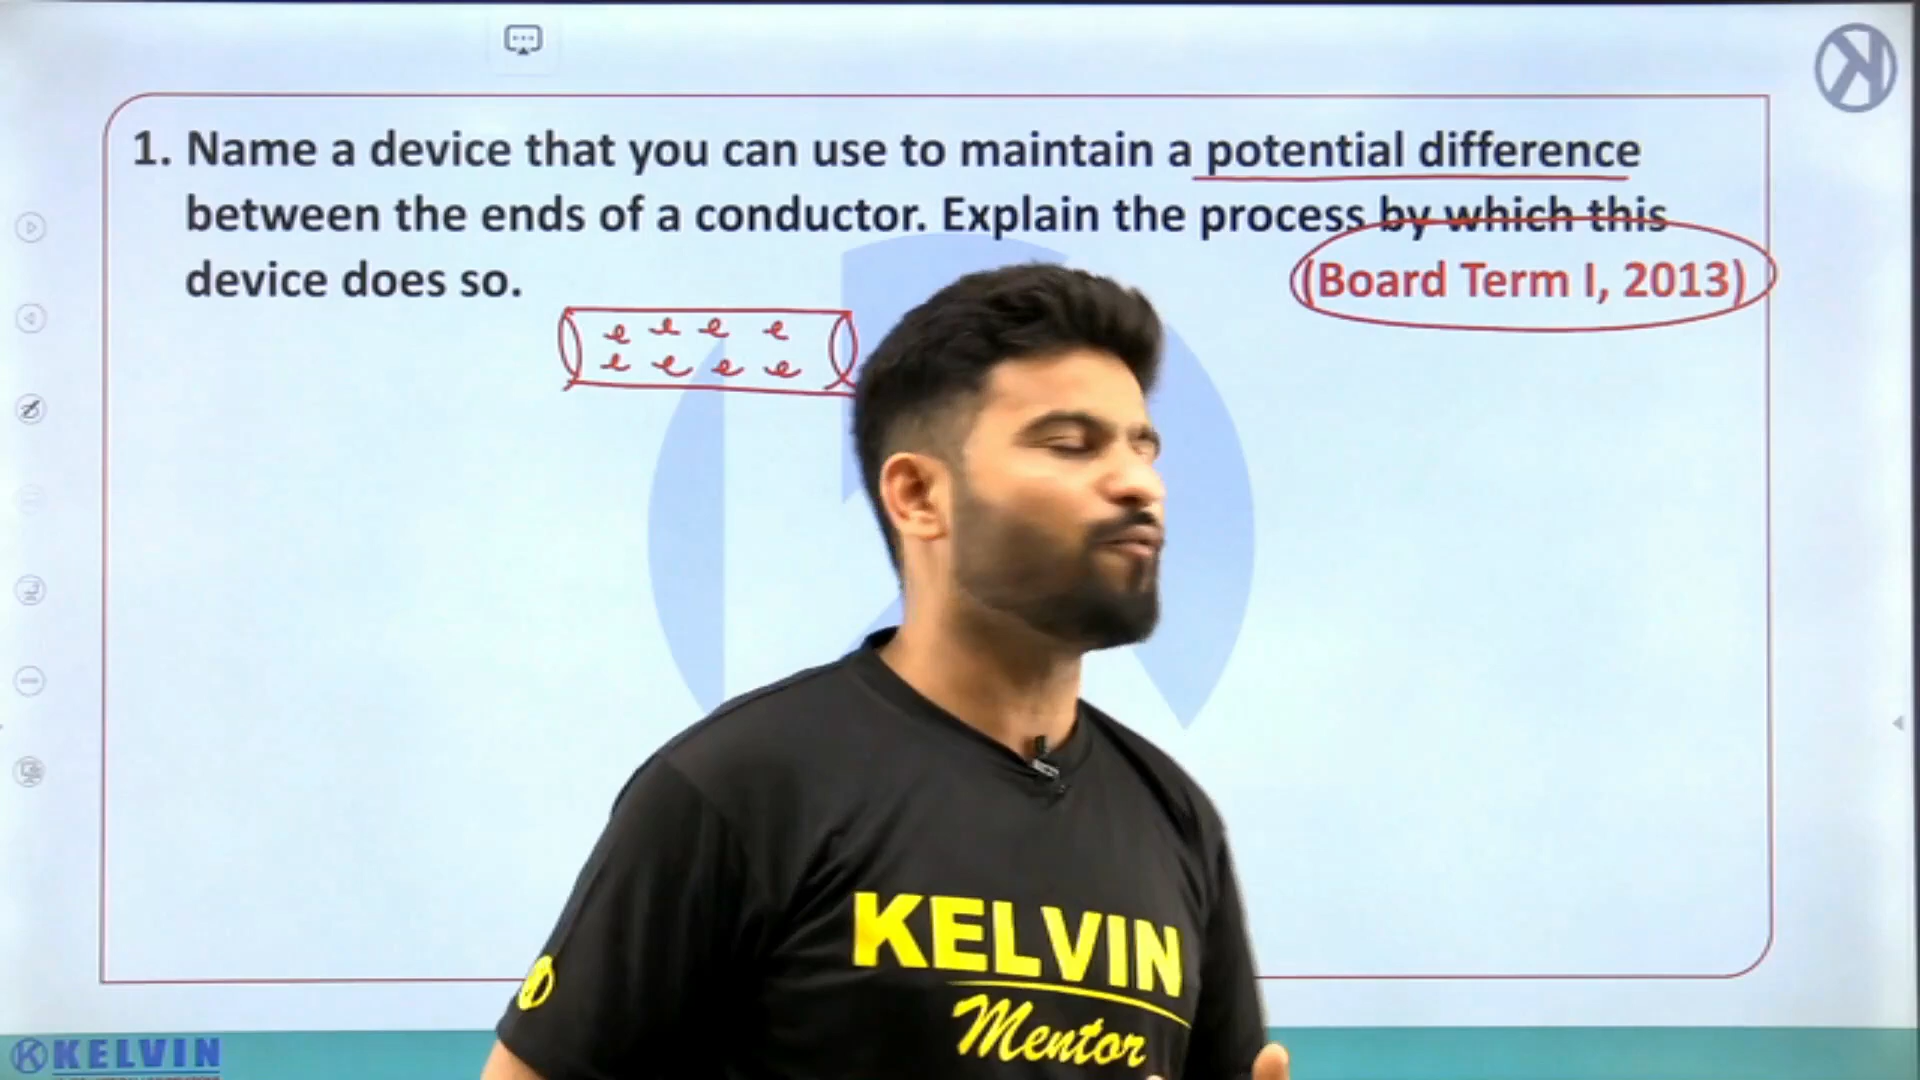 1. Name a device that you can use to maintain a potential difference
between the ends of a conductor. Explain the process by which this
device does so.
(Board Term I, 2013)
e e e e
e e e e
KELVIN
Mentor
KELVIN